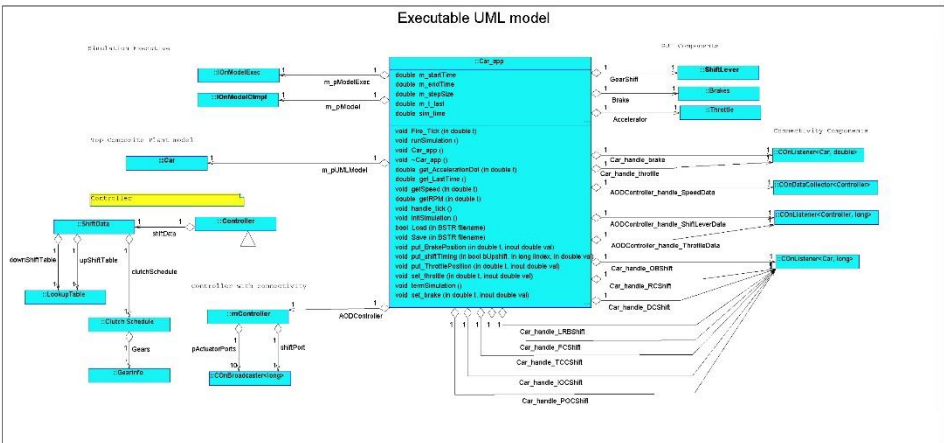 Executable UML model
Simulation Executive
::IOnModelExec
m_pModelExec
::IOnModelCImpl
m_pModel
Top Composite Plant model
::Car
m_pUMLModel
Controller
::ShiftData
::Controller
shiftData
downShiftTable
upShiftTable
clutchSchedule
::LookupTable
::Clutch Schedule
Gears
::GearInfo
Controller with connectivity
::mController
AODController
pActuatorPorts
shiftPort
::COnBroadcaster<long>
::Car_app
double m_startTime
double m_endTime
double m_stepSize
double m_t_last
double sim_time
void Fire_Tick (in double t)
void runSimulation ()
void Car_app ()
void ~Car_app ()
double get_AccelerationDat (in double t)
double get_LastTime ()
void getSpeed (in double t)
double getRPM (in double t)
void handle_tick ()
void InitSimulation ()
bool Load (in BSTR filename)
void Save (in BSTR filename)
void put_BrakePosition (in double t, inout double val)
void put_shiftTiming (in bool bUpshift, in long lIndex, in double va
void put_ThrottlePosition (in double t, inout double val)
void set_throttle (in double t, inout double val)
void termSimulation ()
void set_brake (in double t, inout double val)
Components
::ShiftLever
GearShift
::Brakes
Brake
::Throttle
Accelerator
Connectivity Components
::COnListener<Car, double>
Car_handle_brake
Car_handle_throttle
::COnDataCollector<Controller>
AODController_handle_SpeedData
::COnListener<Controller, long>
AODController_handle_ShiftLeverData
AODController_handle_ThrottleData
::COnListener<Car, long>
Car_handle_OBShift
Car_handle_RCShift
Car_handle_DCShift
Car_handle_LRBShift
Car_handle_FCShift
Car_handle_TCCShift
Car_handle_IOCShift
Car_handle_POCShift